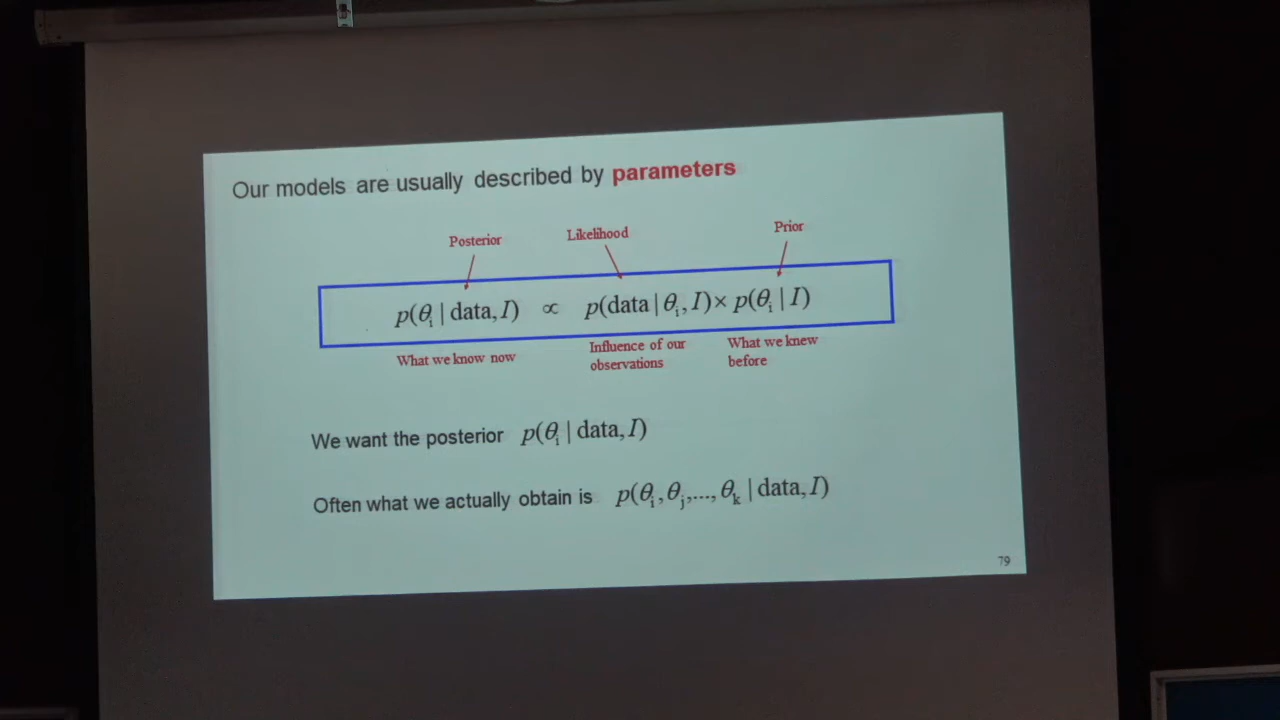 Our models are usually described by parameters
Posterior
Likelihood
Prior
p(θi | data, I) ∝ p(data | θi, I) × p(θi | I)
What we know now
Influence of our
observations
What we knew
before
We want the posterior p(θi | data, I)
Often what we actually obtain is p(θi, θj,..., θk | data, I)
79